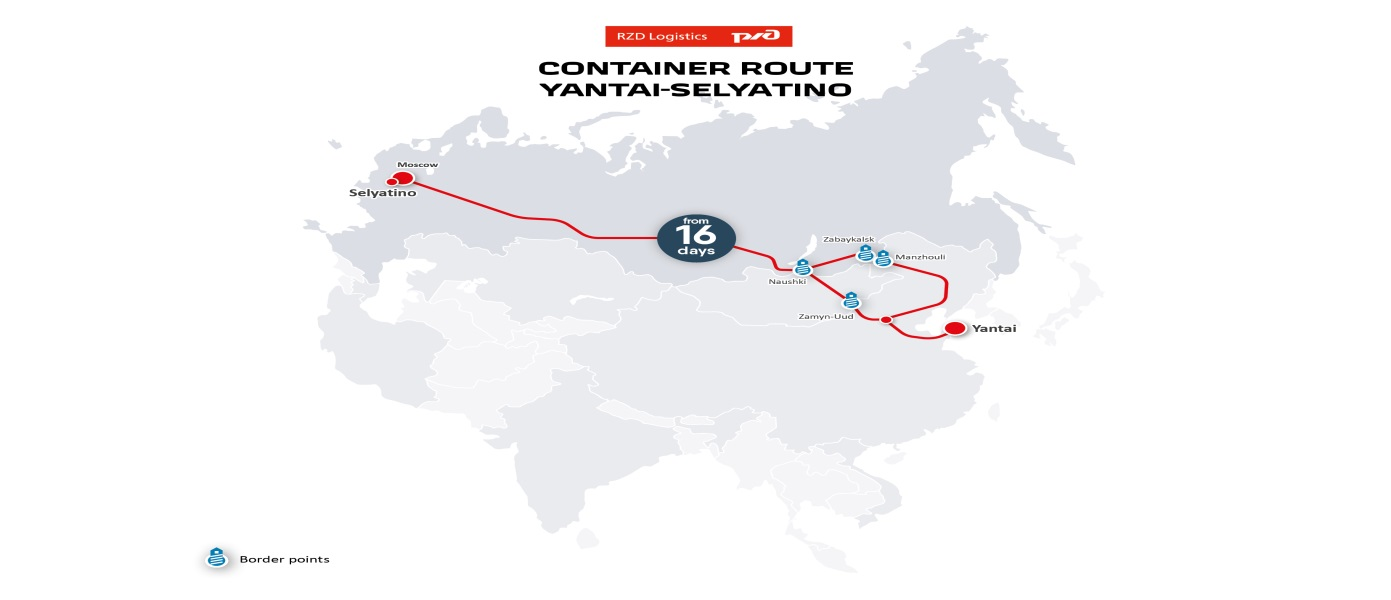 RZD Logistics
CONTAINER ROUTE
YANTAI-SELYATINO
Moscow
Selyatino
from
16
days
Zabaykalsk
Manzhouli
Naushki
Zamyn-Uud
Yantai
Border points